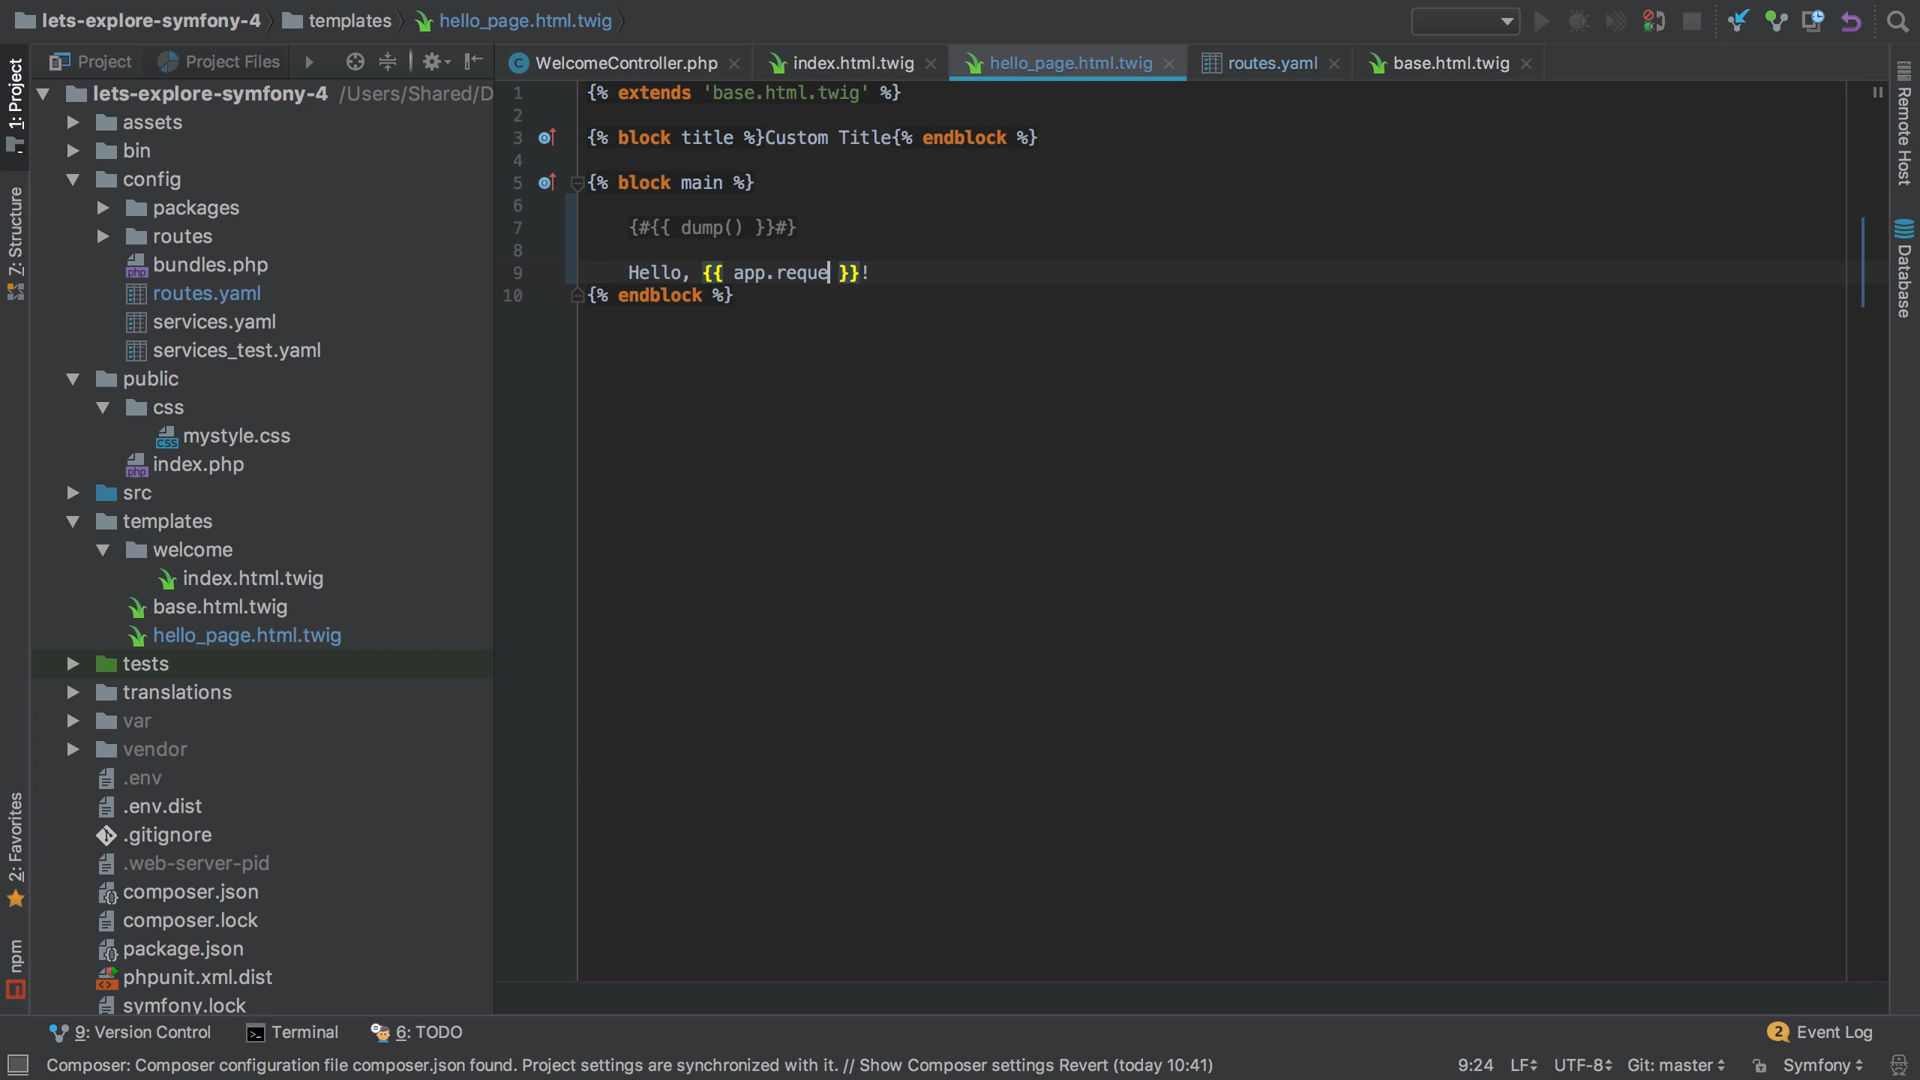 lets-explore-symfony-4 templates hello_page.html.twig
1: Project
Project Project Files
WelcomeController.php index.html.twig hello_page.html.twig routes.yaml base.html.twig
lets-explore-symfony-4 /Users/Shared/D
assets
bin
config
packages
routes
bundles.php
routes.yaml
services.yaml
services_test.yaml
public
css
mystyle.css
index.php
src
templates
welcome
index.html.twig
base.html.twig
hello_page.html.twig
tests
translations
var
vendor
.env
.env.dist
.gitignore
.web-server-pid
composer.json
composer.lock
package.json
phpunit.xml.dist
symfony.lock
1 {% extends 'base.html.twig' %}
2
3 {% block title %}Custom Title{% endblock %}
4
5 {% block main %}
6
7 {#{{ dump() }}#}
8
9 Hello, {{ app.reque }}!
10 {% endblock %}
Z: Structure
2: Favorites
npm
Remote Host
Database
9: Version Control Terminal 6: TODO 2 Event Log
Composer: Composer configuration file composer.json found. Project settings are synchronized with it. // Show Composer settings Revert (today 10:41) 9:24 LF UTF-8 Git: master Symfony